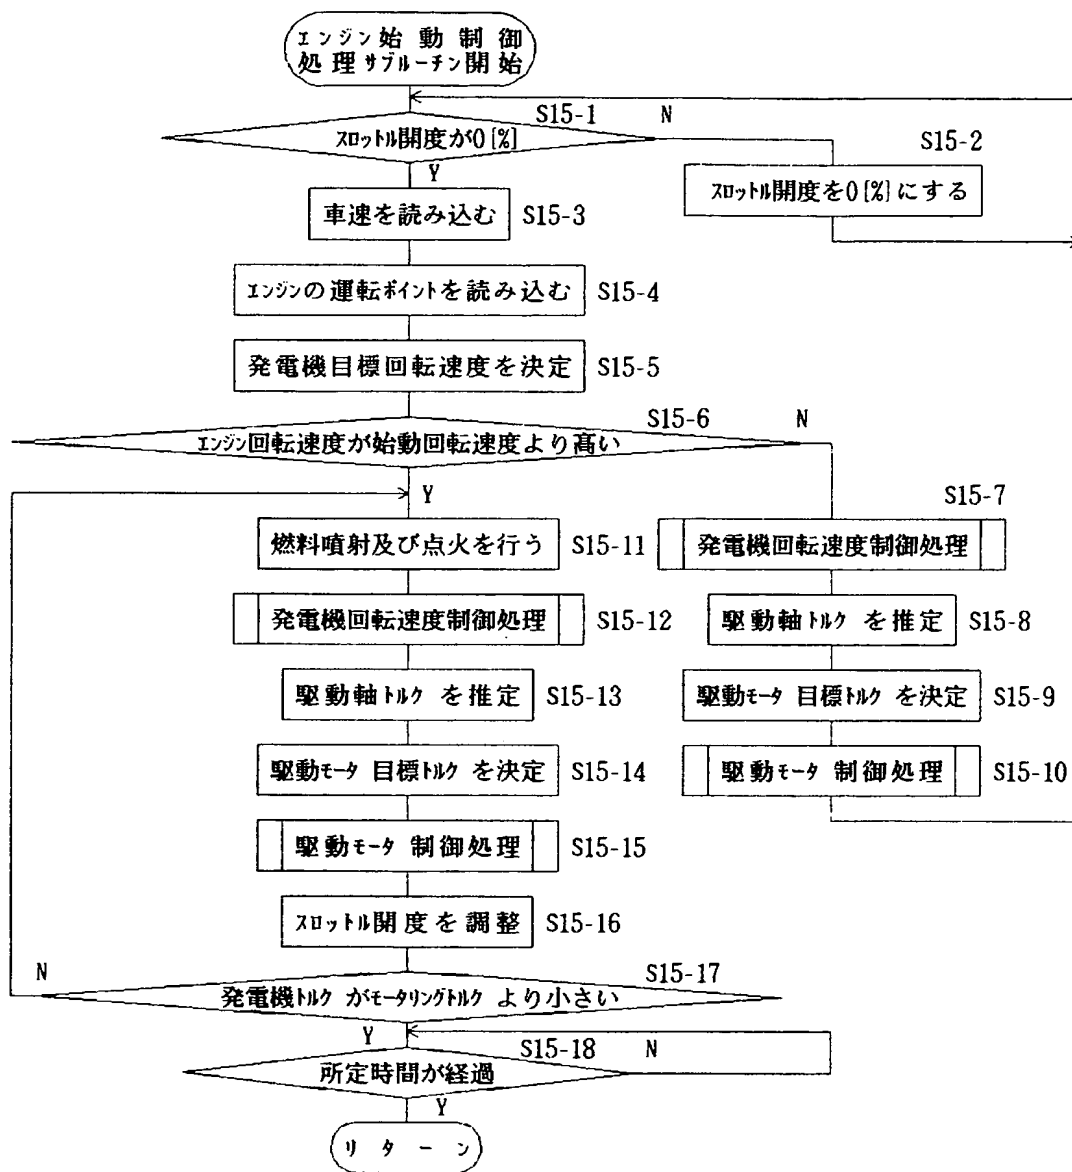 エンジン始動制御
処理サブルーチン開始
S15-1
N
スロットル開度が0[%]
S15-2
Y
スロットル開度を0[%]にする
車速を読み込む
S15-3
エンジンの運転ポイントを読み込む
S15-4
発電機目標回転速度を決定
S15-5
S15-6
N
エンジン回転速度が始動回転速度より高い
Y
S15-7
燃料噴射及び点火を行う
S15-11
発電機回転速度制御処理
発電機回転速度制御処理
S15-12
駆動軸トルクを推定
S15-8
駆動軸トルクを推定
S15-13
駆動モータ目標トルクを決定
S15-9
駆動モータ目標トルクを決定
S15-14
駆動モータ制御処理
S15-10
駆動モータ制御処理
S15-15
スロットル開度を調整
S15-16
N
S15-17
発電機トルクがモータリングトルクより小さい
Y
S15-18
N
所定時間が経過
Y
リターン